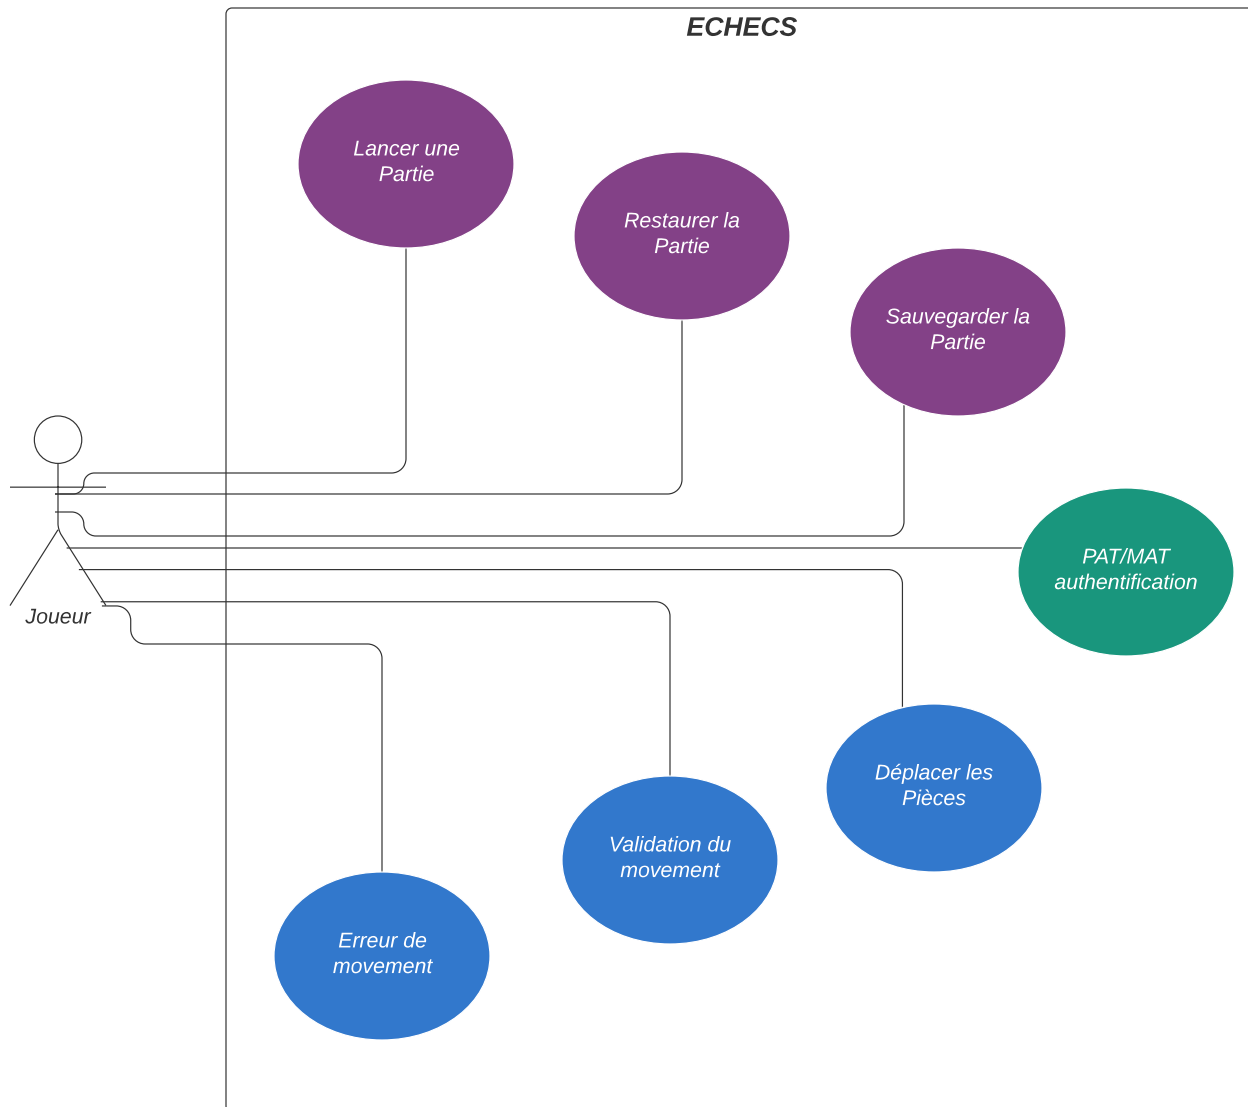 ECHECS
Lancer une
Partie
Restaurer la
Partie
Sauvegarder la
Partie
PAT/MAT
authentification
Joueur
Déplacer les
Pièces
Validation du
movement
Erreur de
movement